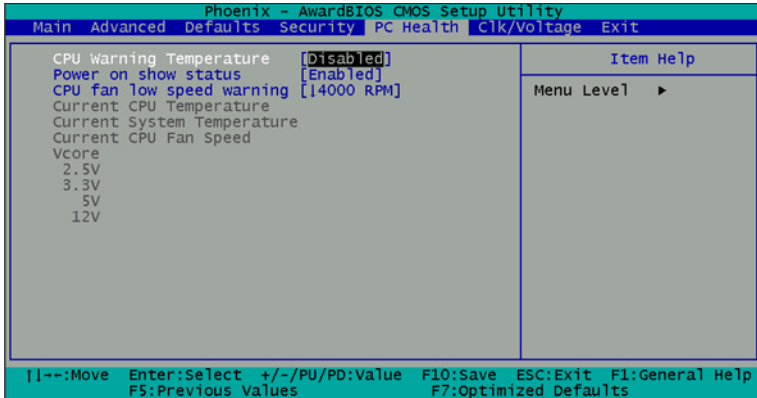 Phoenix - AwardBIOS CMOS Setup Utility
Main Advanced Defaults Security PC Health Clk/Voltage Exit
CPU Warning Temperature [Disabled]
Power on show status [Enabled]
CPU fan low speed warning [↓4000 RPM]
Current CPU Temperature
Current System Temperature
Current CPU Fan Speed
Vcore
2.5V
3.3V
5V
12V
Item Help
Menu Level ▶
↑↓→←:Move Enter:Select +/-/PU/PD:Value F10:Save ESC:Exit F1:General Help
F5:Previous Values F7:Optimized Defaults